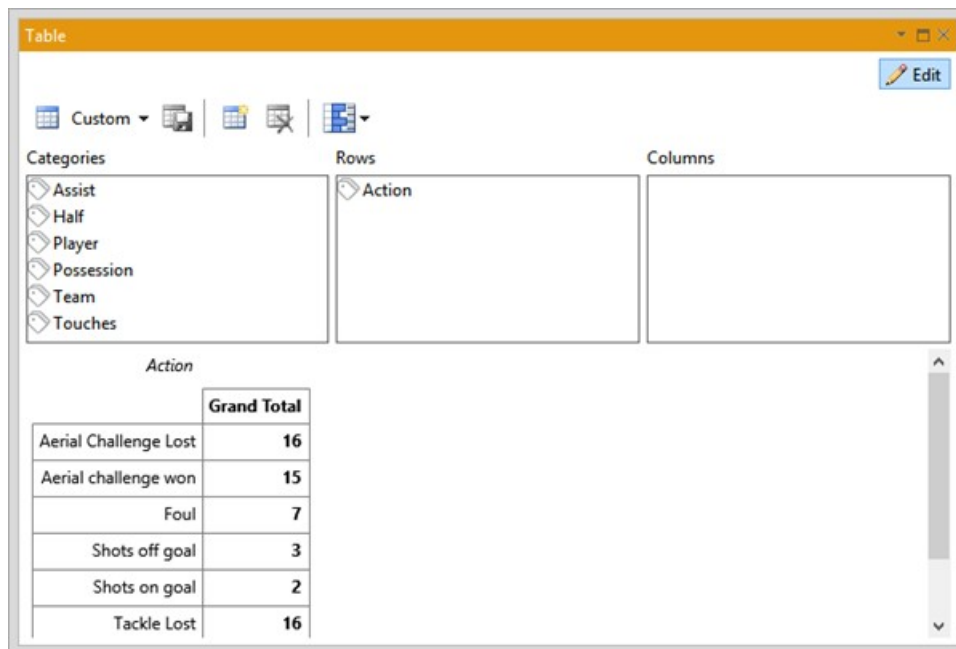 Table
Edit
Custom
Categories Rows Columns
Assist
Half
Player
Possession
Team
Touches
Action
Action
Grand Total
Aerial Challenge Lost 16
Aerial challenge won 15
Foul 7
Shots off goal 3
Shots on goal 2
Tackle Lost 16